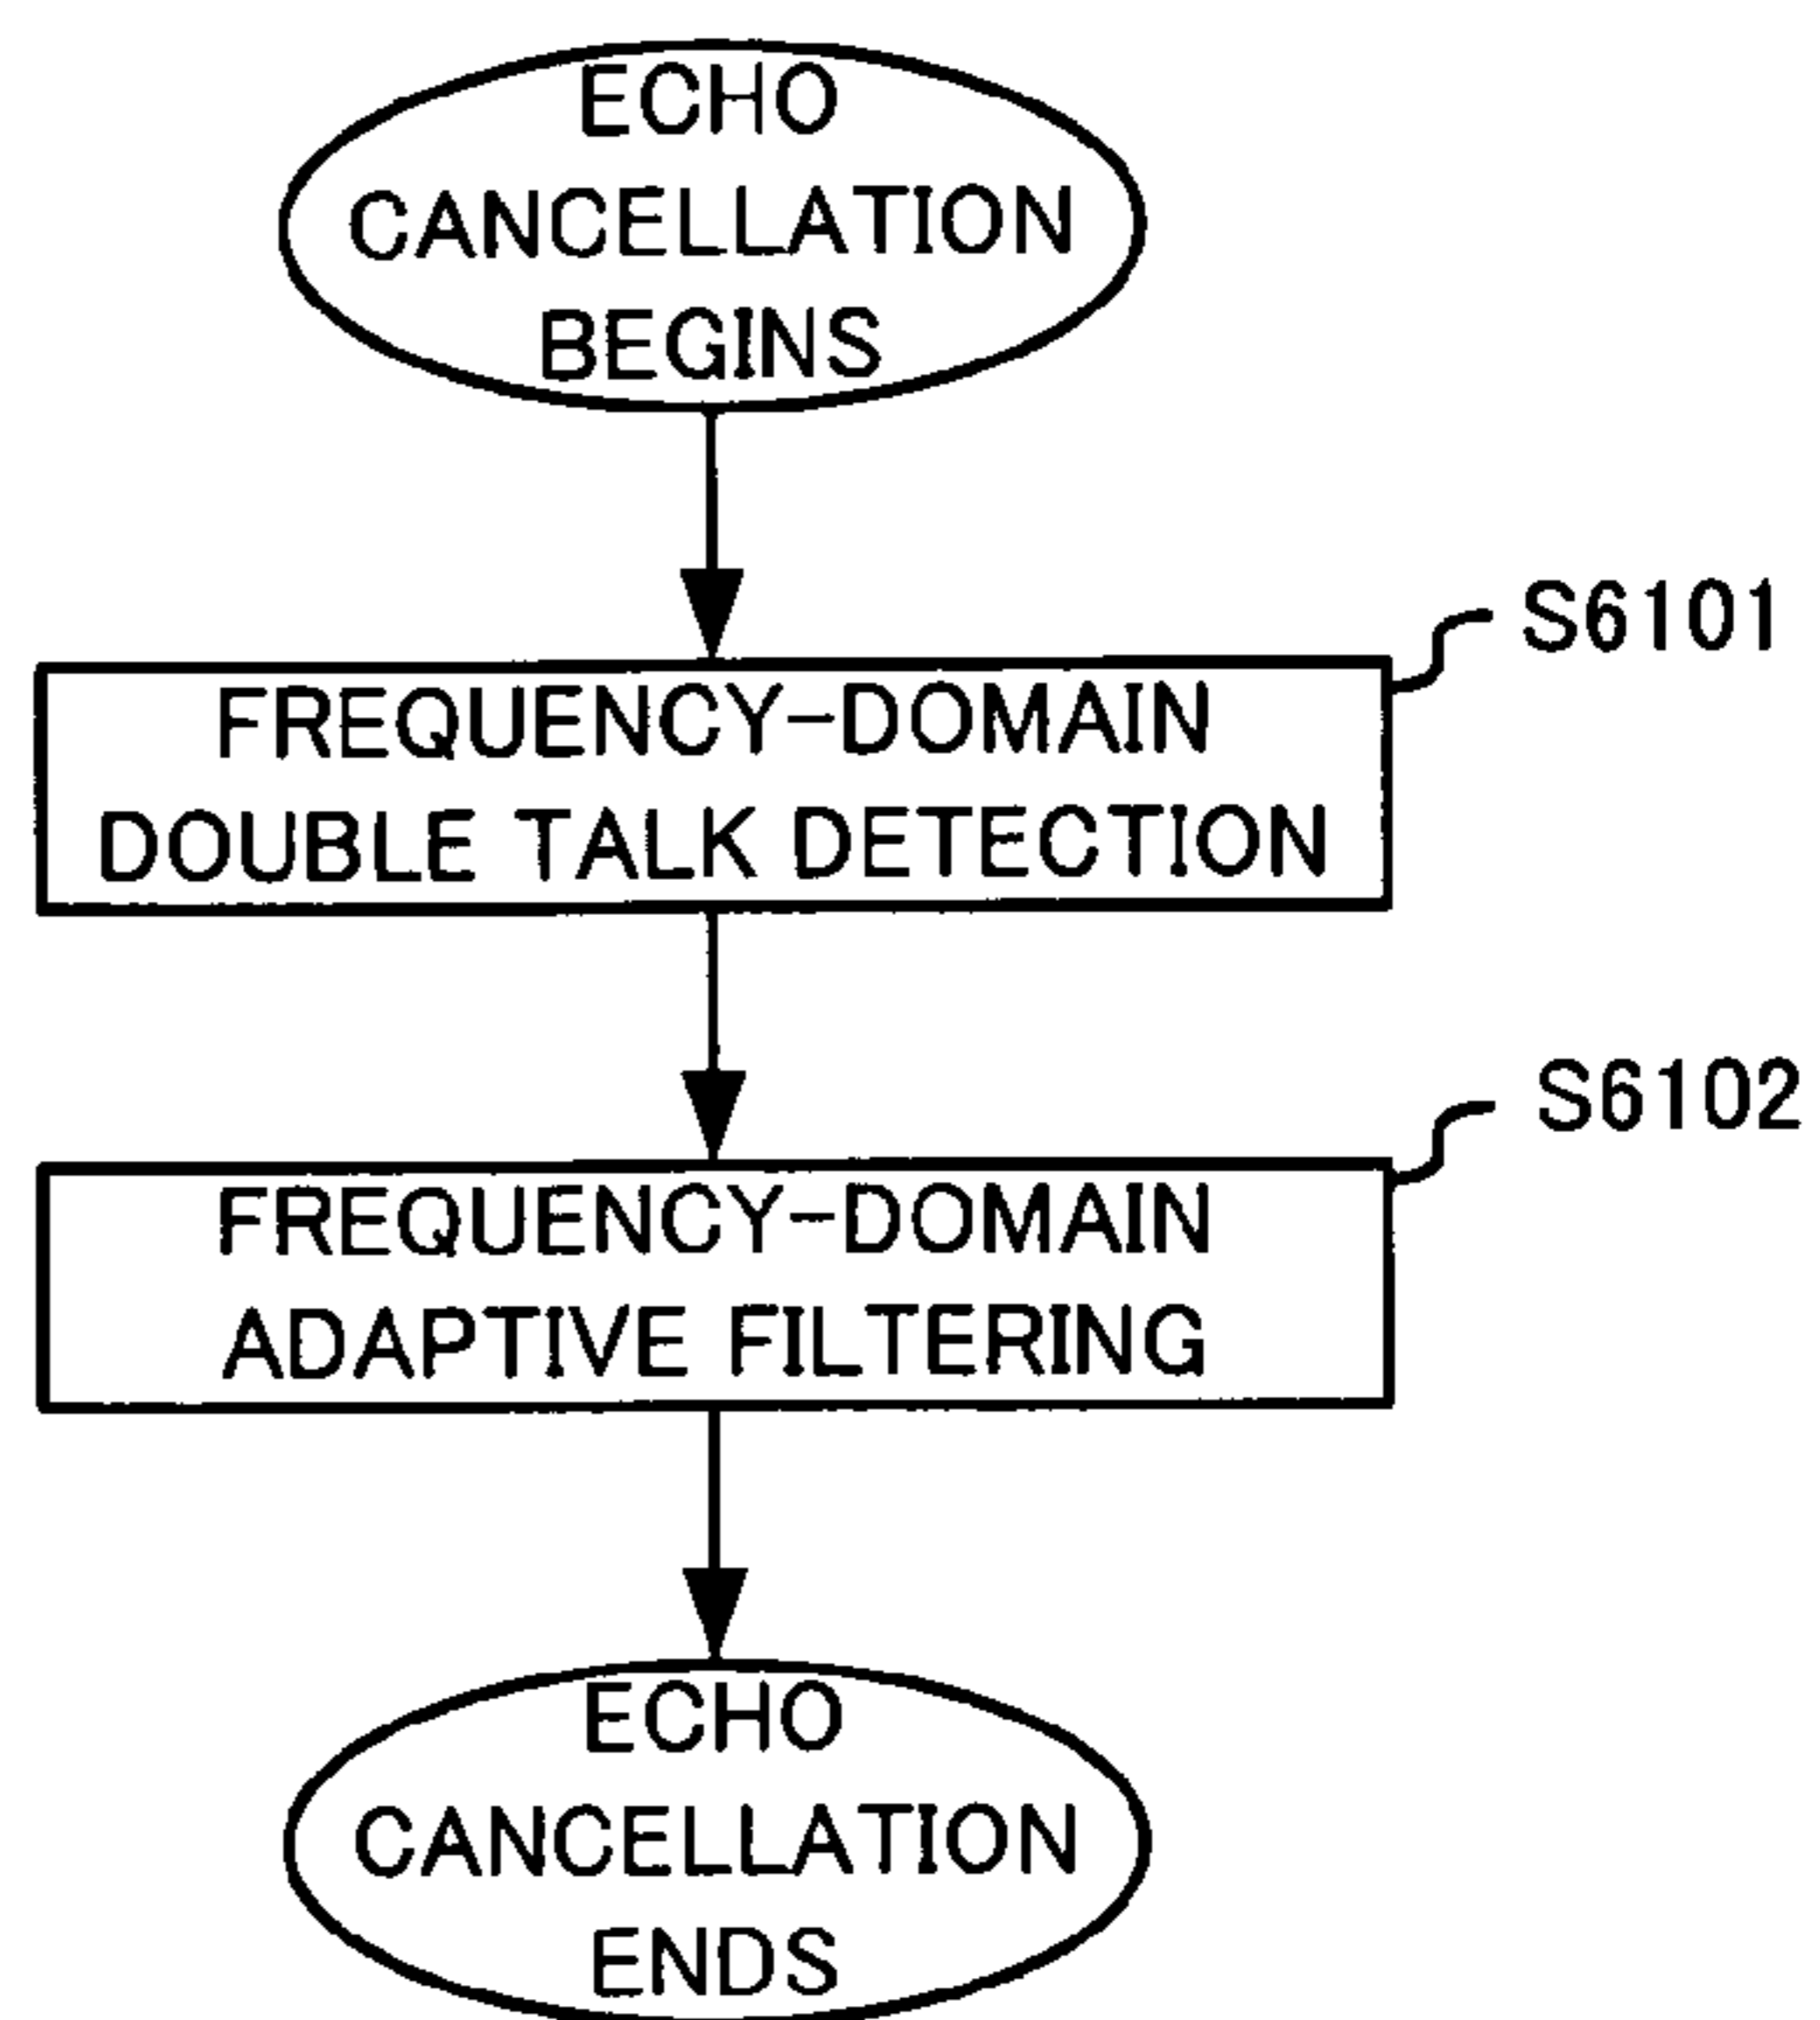 ECHO
CANCELLATION
BEGINS
S6101
FREQUENCY-DOMAIN
DOUBLE TALK DETECTION
S6102
FREQUENCY-DOMAIN
ADAPTIVE FILTERING
ECHO
CANCELLATION
ENDS